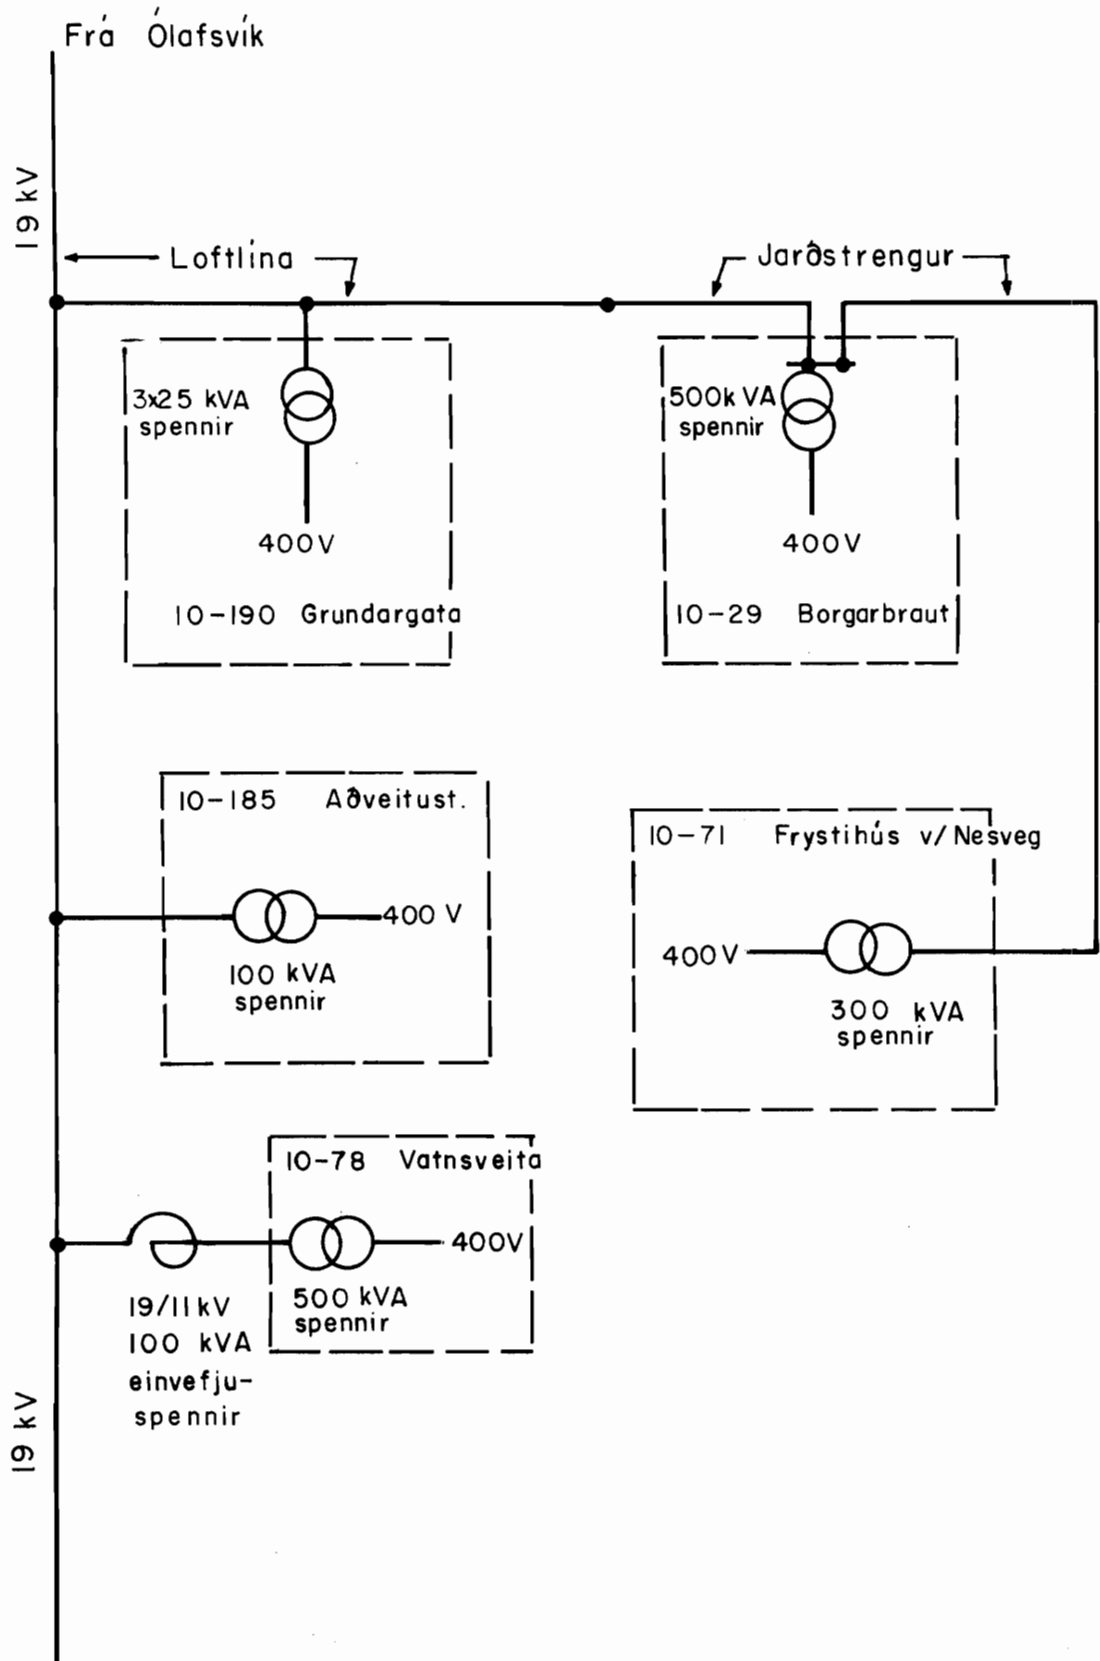 Frá Ólafsvík
19 kV
Loftlína
Jarðstrengur
3x25 kVA
spennir
400V
10-190 Grundargata
500k VA
spennir
400V
10-29 Borgarbraut
10-185 Aðveitust.
400 V
100 kVA
spennir
10-71 Frystihús v/Nesveg
400V
300 kVA
spennir
10-78 Vatnsveita
400V
500 kVA
spennir
19/11kV
100 kVA
einvefju-
spennir
19 kV